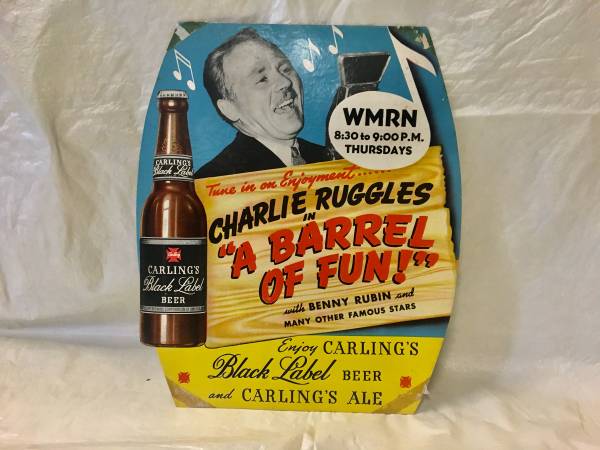 WMRN
8:30 to 9:00 P.M.
THURSDAYS
Tune in on Enjoyment.......
CHARLIE RUGGLES
IN
"A BARREL
OF FUN!"
with BENNY RUBIN and
MANY OTHER FAMOUS STARS
CARLING'S
Black Label
CARLING'S
Black Label
BEER
Enjoy CARLING'S
Black Label BEER
and CARLING'S ALE